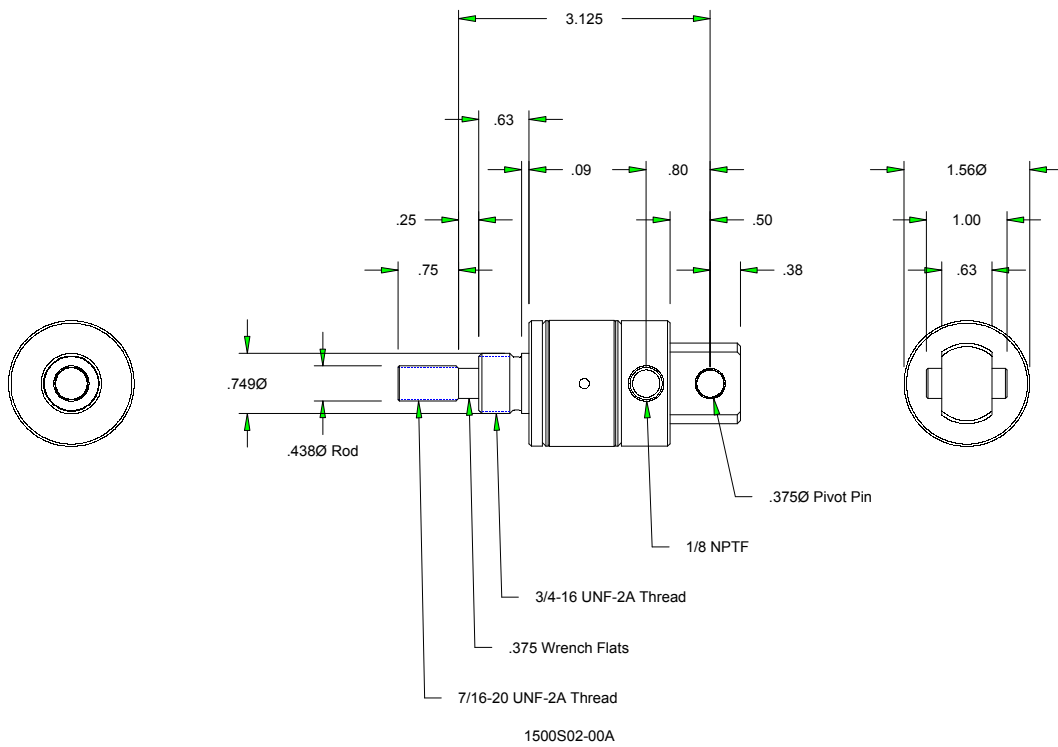 3.125
.63
.09
.80
1.56Ø
.25
.50
1.00
.75
.38
.63
.749Ø
.438Ø Rod
.375Ø Pivot Pin
1/8 NPTF
3/4-16 UNF-2A Thread
.375 Wrench Flats
7/16-20 UNF-2A Thread
1500S02-00A